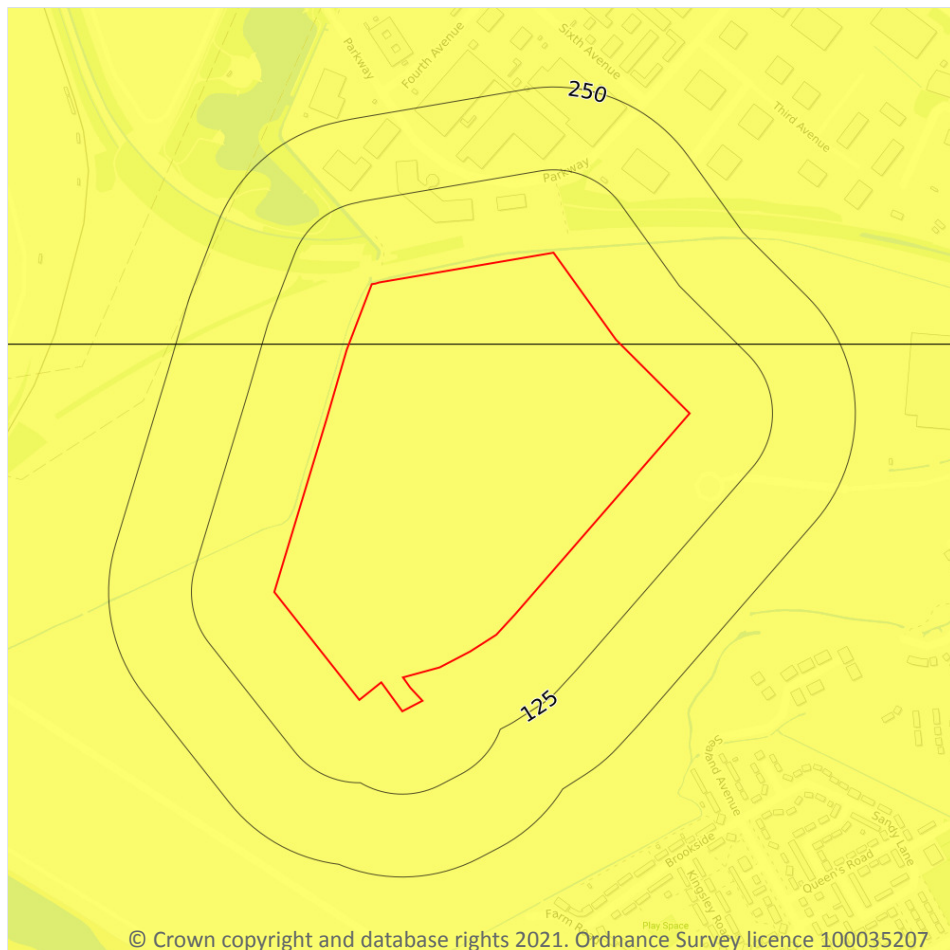 Parkway
Fourth Avenue
Sixth Avenue
250
Third Avenue
Parkway
125
Sealand Avenue
Sandy Lane
Brookside
Queen's Road
Kingsley Road
Farm Ro
Play Space
© Crown copyright and database rights 2021. Ordnance Survey licence 100035207